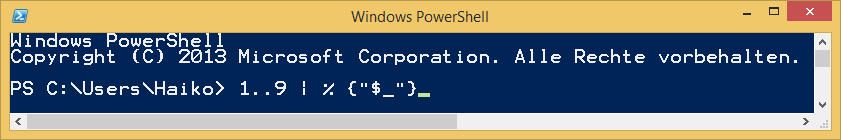 Windows PowerShell
Windows PowerShell
Copyright (C) 2013 Microsoft Corporation. Alle Rechte vorbehalten.
PS C:\Users\Haiko> 1..9 | % {"$_"}_